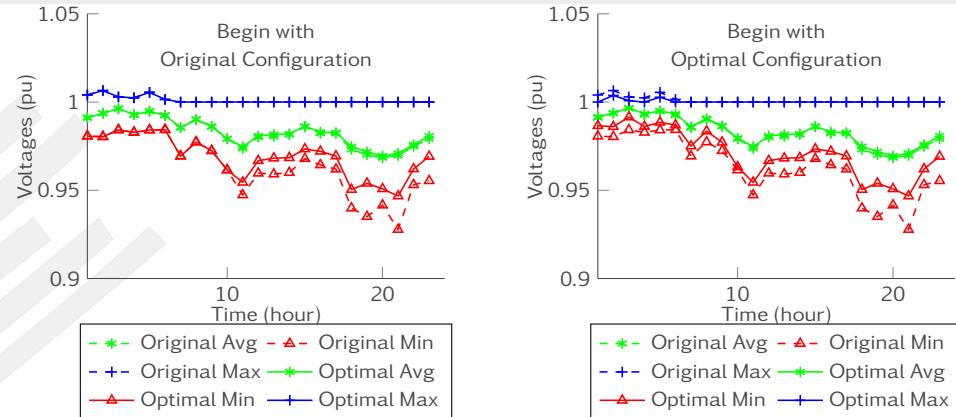 1.05
1
0.95
0.9
Voltages (pu)
Begin with
Original Configuration
10
20
Time (hour)
Original Avg
Original Min
Original Max
Optimal Avg
Optimal Min
Optimal Max
1.05
1
0.95
0.9
Voltages (pu)
Begin with
Optimal Configuration
10
20
Time (hour)
Original Avg
Original Min
Original Max
Optimal Avg
Optimal Min
Optimal Max